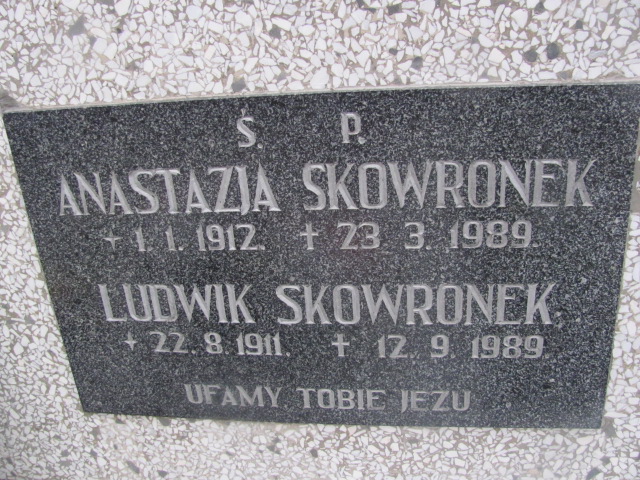 Ś. P.
ANASTAZJA SKOWRONEK
+ 1. 1. 1912. + 23. 3. 1989.
LUDWIK SKOWRONEK
+ 22. 8. 1911. + 12. 9. 1989.
UFAMY TOBIE JEZU